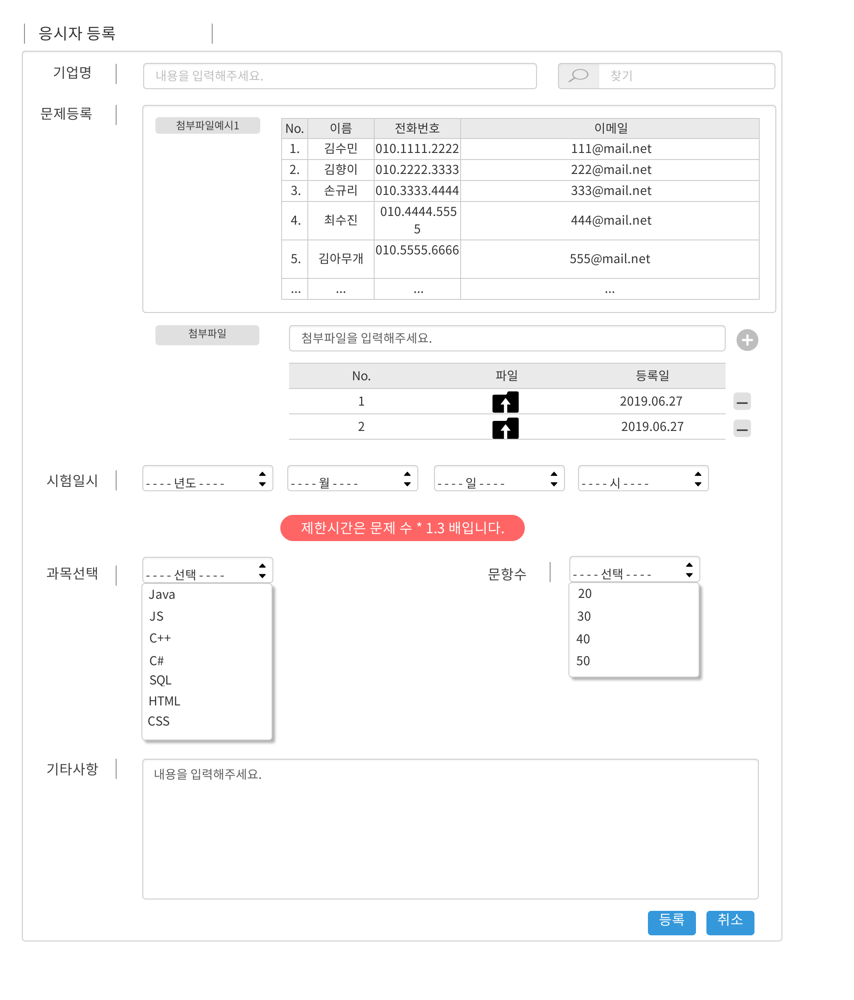 응시자 등록
기업명
내용을 입력해주세요.
찾기
문제등록
첨부파일예시1
No. 이름 전화번호 이메일
1. 김수민 010.1111.2222 111@mail.net
2. 김향이 010.2222.3333 222@mail.net
3. 손규리 010.3333.4444 333@mail.net
4. 최수진 010.4444.555 444@mail.net
5
5. 김아무개 010.5555.6666 555@mail.net
... ... ... ...
첨부파일
첨부파일을 입력해주세요.
No. 파일 등록일
1 2019.06.27
2 2019.06.27
시험일시
- - - - 년도 - - - -
- - - - 월 - - - -
- - - - 일 - - - -
- - - - 시 - - - -
제한시간은 문제 수 * 1.3 배입니다.
과목선택
- - - - 선택 - - - -
Java
JS
C++
C#
SQL
HTML
CSS
문항수
- - - - 선택 - - - -
20
30
40
50
기타사항
내용을 입력해주세요.
등록
취소